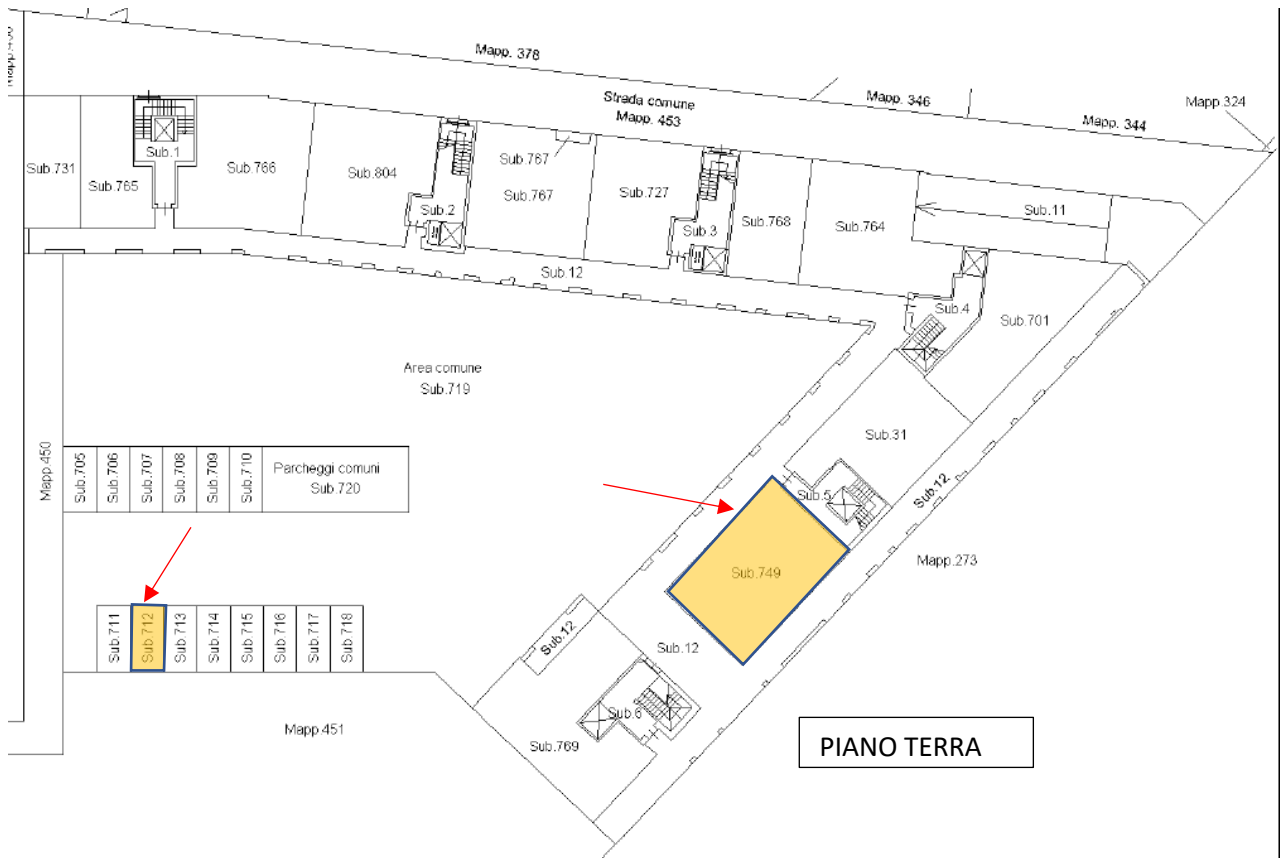 Mapp. 378
Mapp. 346
Mapp. 344
Mapp.324
Strada comune
Mapp. 453
Sub.731
Sub.765
Sub.1
Sub.766
Sub.804
Sub.2
Sub.767
Sub.767
Sub.727
Sub.3
Sub.768
Sub.764
Sub.11
Sub.12
Sub.4
Sub.701
Area comune
Sub.719
Sub.31
Mapp.450
Sub.705
Sub.706
Sub.707
Sub.708
Sub.709
Sub.710
Parcheggi comuni
Sub.720
Sub.5
Sub.12
Mapp.273
Sub.749
Sub.711
Sub.712
Sub.713
Sub.714
Sub.715
Sub.716
Sub.717
Sub.718
Sub.12
Sub.12
Sub.6
Sub.769
Mapp.451
PIANO TERRA